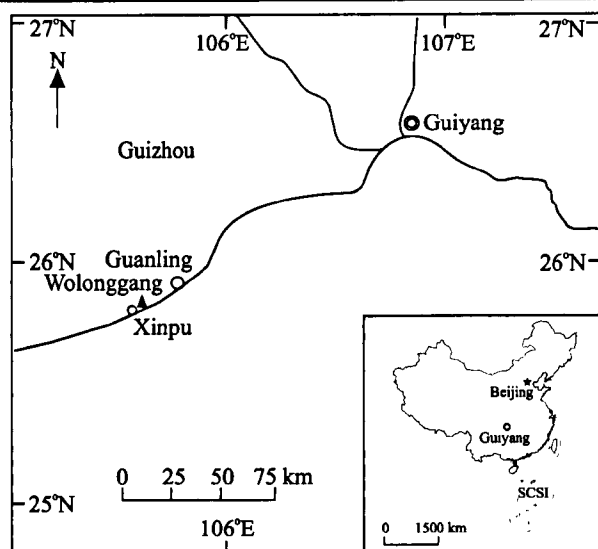 27°N
106°E
107°E
27°N
N
Guiyang
Guizhou
26°N
Guanling
26°N
Wolonggang
Xinpu
Beijing
Guiyang
0 25 50 75 km
SCSI
25°N
0 1500 km
106°E